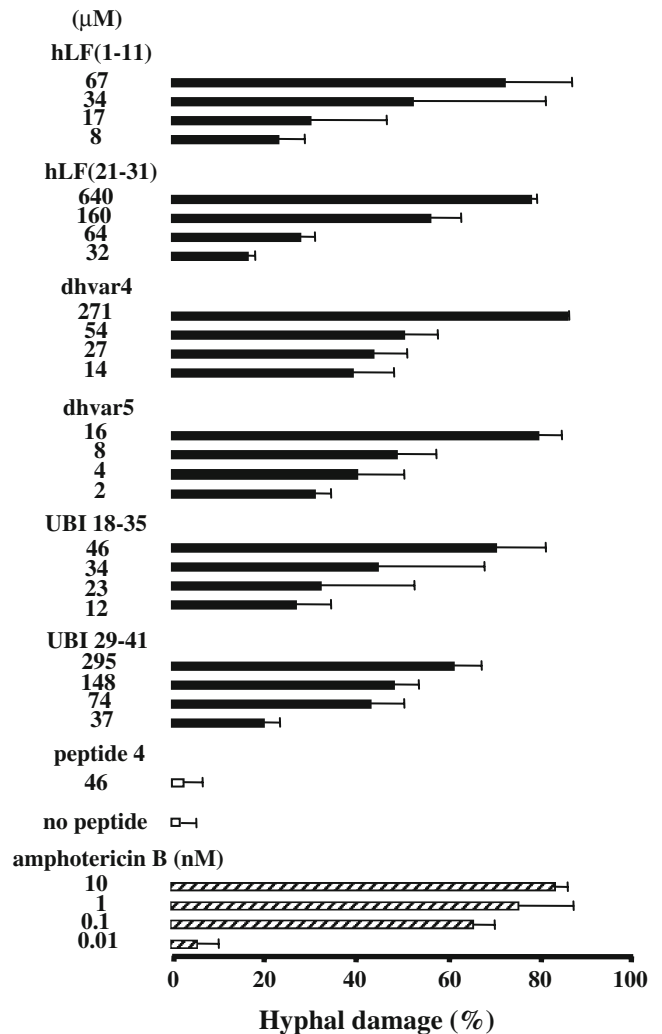 (μM)
hLF(1-11)
67
34
17
8
hLF(21-31)
640
160
64
32
dhvar4
271
54
27
14
dhvar5
16
8
4
2
UBI 18-35
46
34
23
12
UBI 29-41
295
148
74
37
peptide 4
46
no peptide
amphotericin B (nM)
10
1
0.1
0.01
0 20 40 60 80 100
Hyphal damage (%)